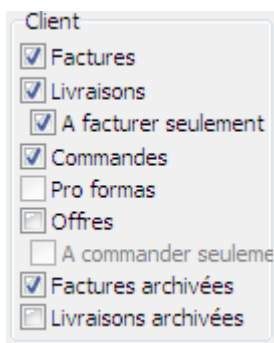 Client
Factures
Livraisons
A facturer seulement
Commandes
Pro formas
Offres
A commander seuleme
Factures archivées
Livraisons archivées